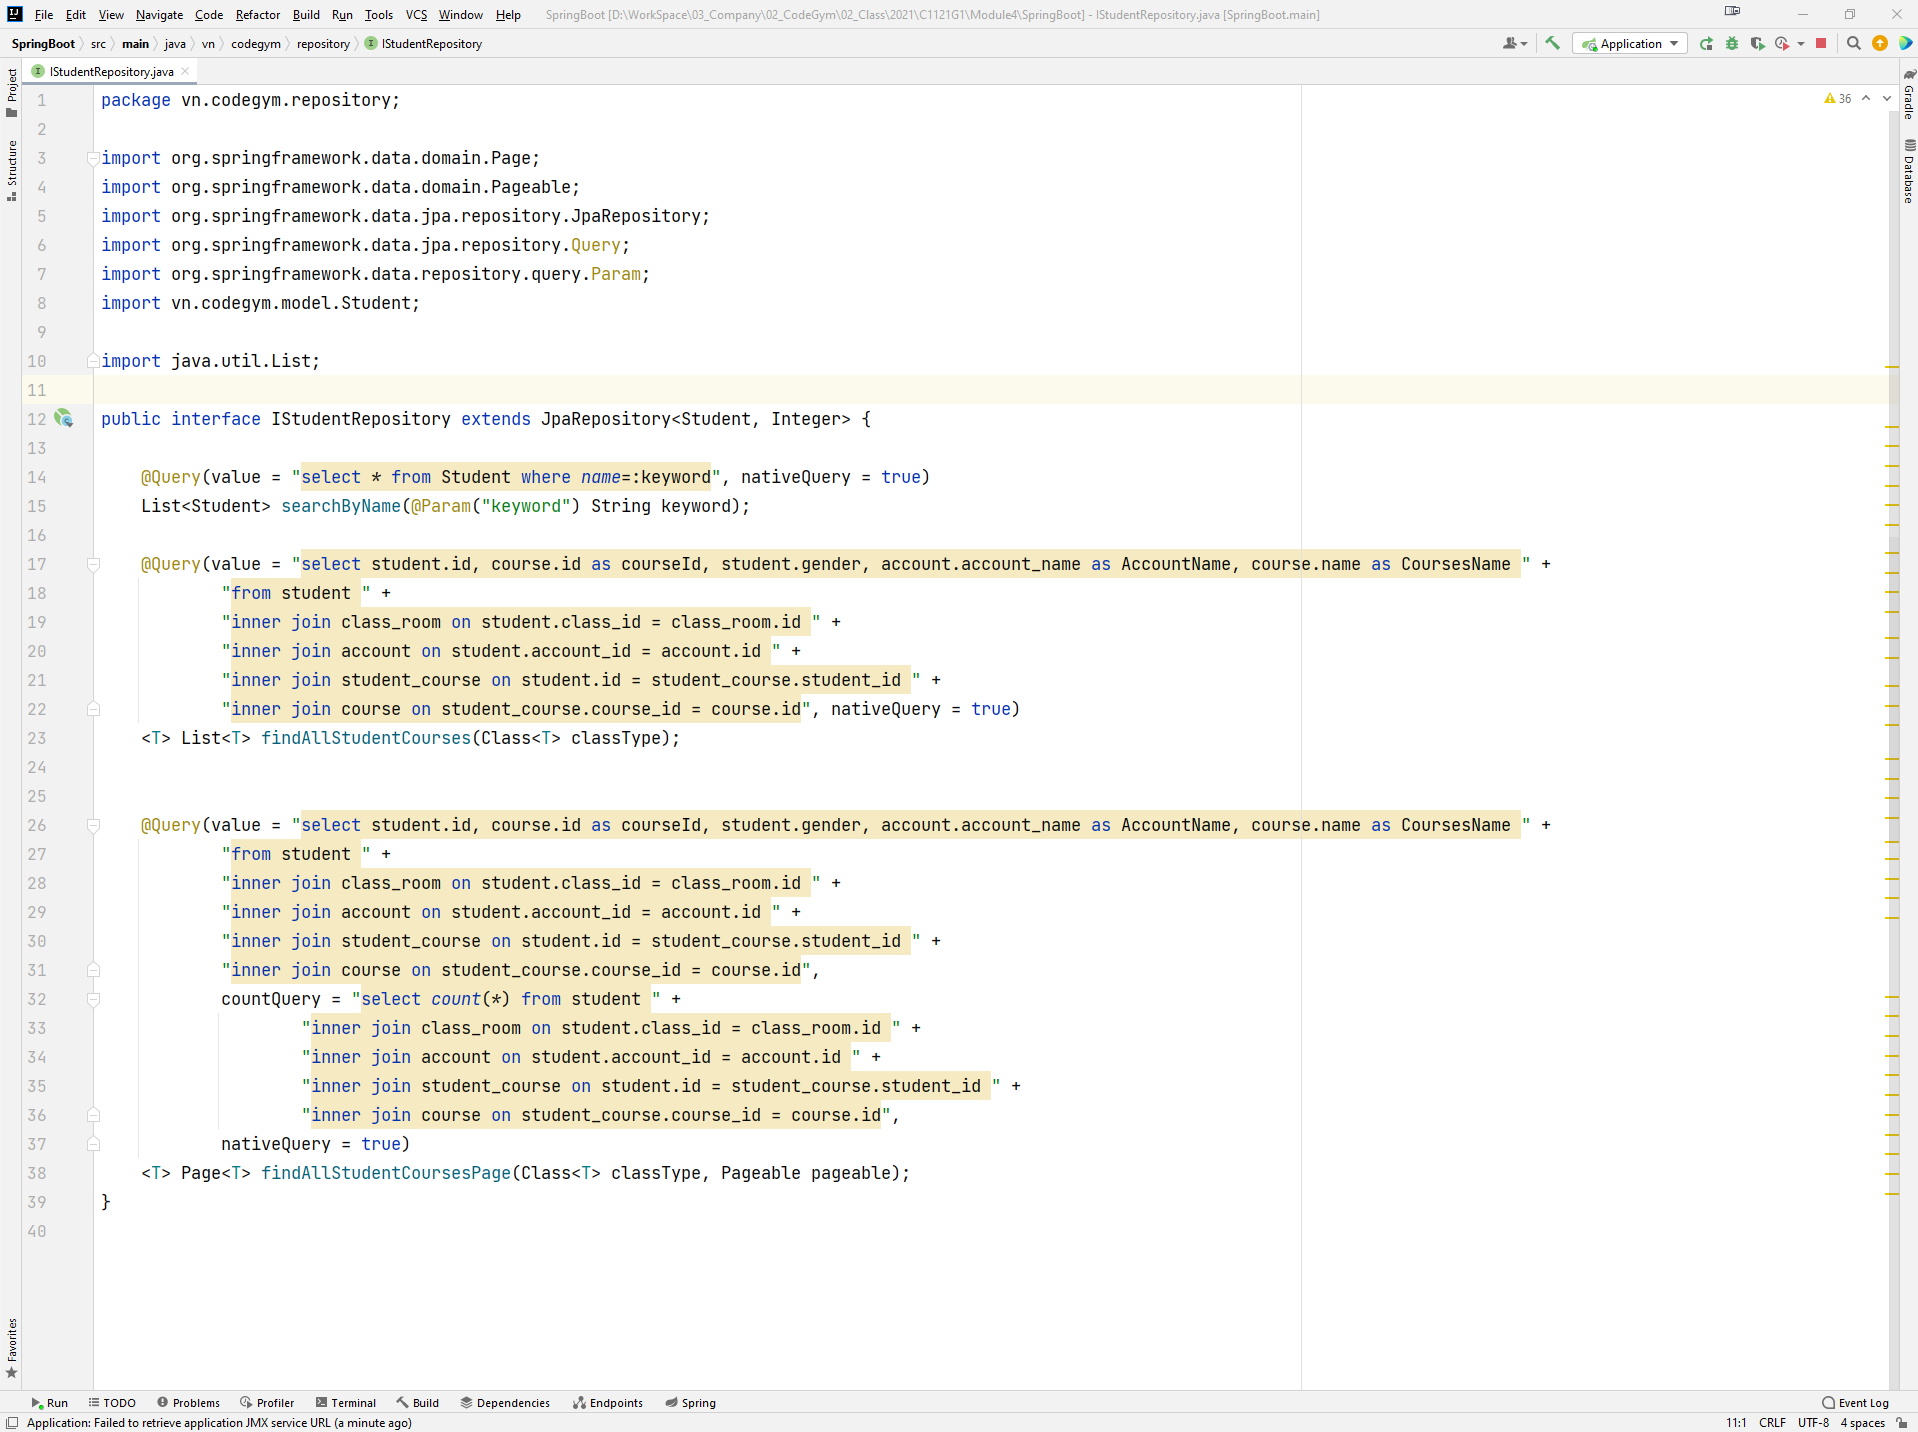 File Edit View Navigate Code Refactor Build Run Tools VCS Window Help SpringBoot [D:\WorkSpace\03_Company\02_CodeGym\02_Class\2021\C1121G1\Module4\SpringBoot] - IStudentRepository.java [SpringBoot.main]
SpringBoot src main java vn codegym repository IStudentRepository Application
IStudentRepository.java
Project
Structure
Favorites
Gradle
Database
36
1 package vn.codegym.repository;
2
3 import org.springframework.data.domain.Page;
4 import org.springframework.data.domain.Pageable;
5 import org.springframework.data.jpa.repository.JpaRepository;
6 import org.springframework.data.jpa.repository.Query;
7 import org.springframework.data.repository.query.Param;
8 import vn.codegym.model.Student;
9
10 import java.util.List;
11
12 public interface IStudentRepository extends JpaRepository<Student, Integer> {
13
14 @Query(value = "select * from Student where name=:keyword", nativeQuery = true)
15 List<Student> searchByName(@Param("keyword") String keyword);
16
17 @Query(value = "select student.id, course.id as courseId, student.gender, account.account_name as AccountName, course.name as CoursesName " +
18 "from student " +
19 "inner join class_room on student.class_id = class_room.id " +
20 "inner join account on student.account_id = account.id " +
21 "inner join student_course on student.id = student_course.student_id " +
22 "inner join course on student_course.course_id = course.id", nativeQuery = true)
23 <T> List<T> findAllStudentCourses(Class<T> classType);
24
25
26 @Query(value = "select student.id, course.id as courseId, student.gender, account.account_name as AccountName, course.name as CoursesName " +
27 "from student " +
28 "inner join class_room on student.class_id = class_room.id " +
29 "inner join account on student.account_id = account.id " +
30 "inner join student_course on student.id = student_course.student_id " +
31 "inner join course on student_course.course_id = course.id",
32 countQuery = "select count(*) from student " +
33 "inner join class_room on student.class_id = class_room.id " +
34 "inner join account on student.account_id = account.id " +
35 "inner join student_course on student.id = student_course.student_id " +
36 "inner join course on student_course.course_id = course.id",
37 nativeQuery = true)
38 <T> Page<T> findAllStudentCoursesPage(Class<T> classType, Pageable pageable);
39 }
40
Run TODO Problems Profiler Terminal Build Dependencies Endpoints Spring Event Log
Application: Failed to retrieve application JMX service URL (a minute ago) 11:1 CRLF UTF-8 4 spaces